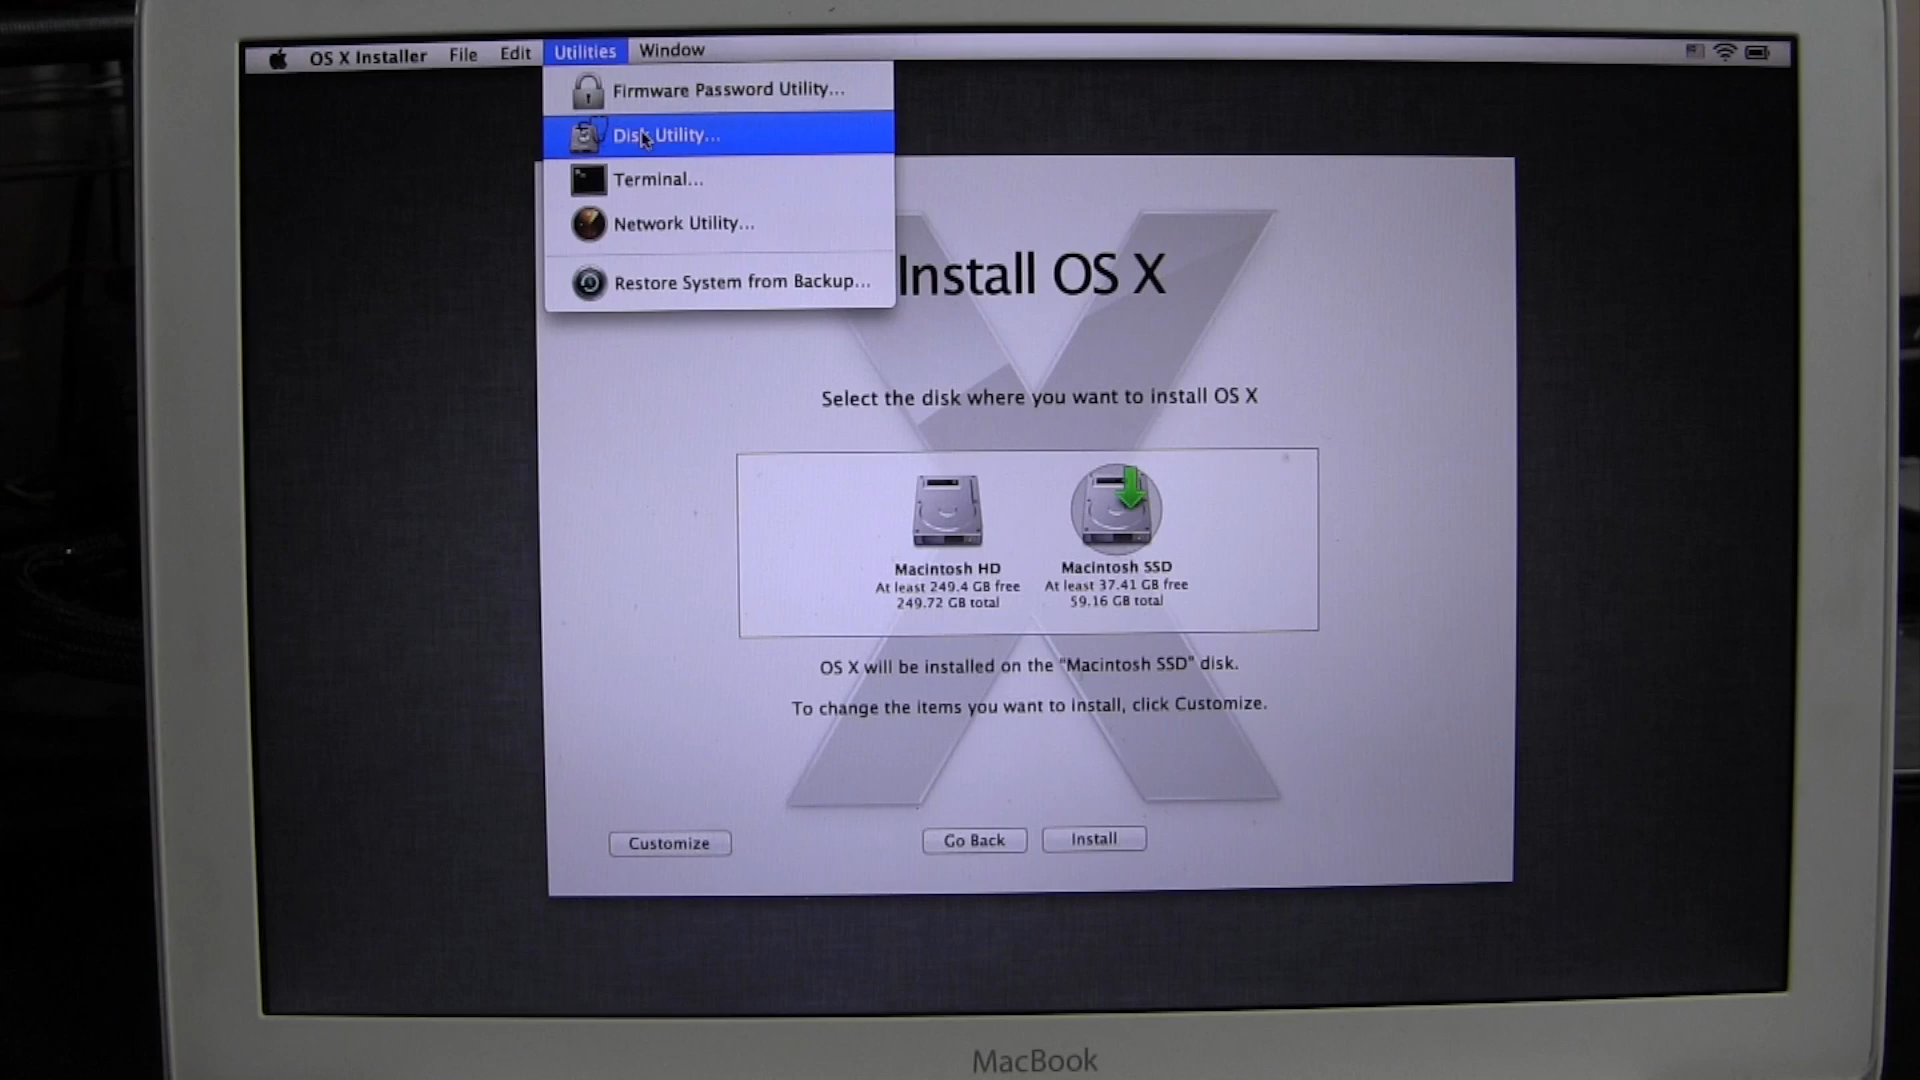 OS X Installer File Edit Utilities Window
Firmware Password Utility...
Disk Utility...
Terminal...
Network Utility...
Restore System from Backup...
Install OS X
Select the disk where you want to install OS X
Macintosh HD
At least 249.4 GB free
249.72 GB total
Macintosh SSD
At least 37.41 GB free
59.16 GB total
OS X will be installed on the "Macintosh SSD" disk.
To change the items you want to install, click Customize.
Customize
Go Back
Install
MacBook